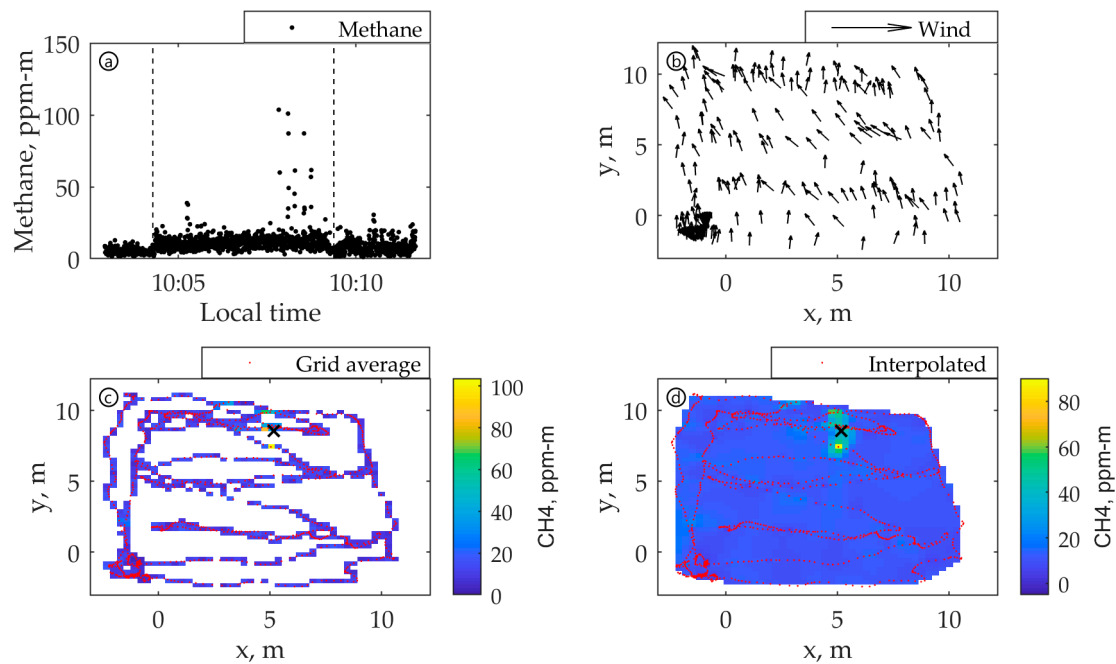 Methane
ⓐ
150
100
50
0
Methane, ppm-m
10:05
10:10
Local time
Wind
ⓑ
10
5
0
y, m
0
5
10
x, m
Grid average
ⓒ
10
5
0
y, m
0
5
10
x, m
100
80
60
40
20
0
CH4, ppm-m
Interpolated
ⓓ
10
5
0
y, m
0
5
10
x, m
80
60
40
20
0
CH4, ppm-m